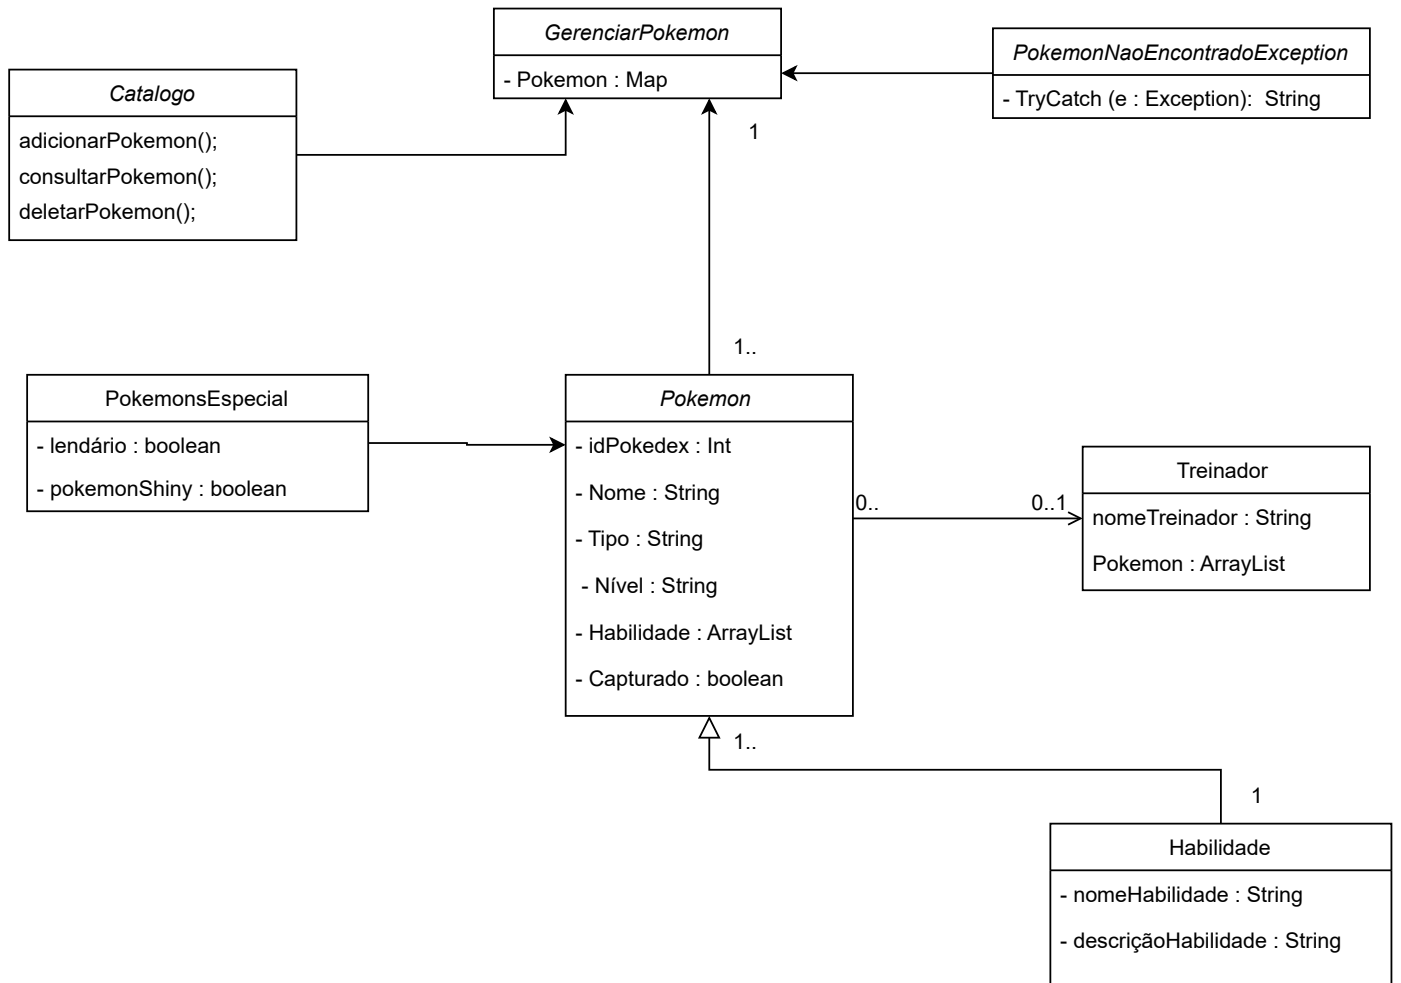 GerenciarPokemon
- Pokemon : Map
PokemonNaoEncontradoException
- TryCatch (e : Exception):  String
Catalogo
adicionarPokemon();
consultarPokemon();
deletarPokemon();
1
1..
PokemonsEspecial
- lendário : boolean
- pokemonShiny : boolean
Pokemon
- idPokedex : Int
- Nome : String
- Tipo : String
- Nível : String
- Habilidade : ArrayList
- Capturado : boolean
0..
0..1
Treinador
nomeTreinador : String
Pokemon : ArrayList
1..
1
Habilidade
- nomeHabilidade : String
- descriçãoHabilidade : String